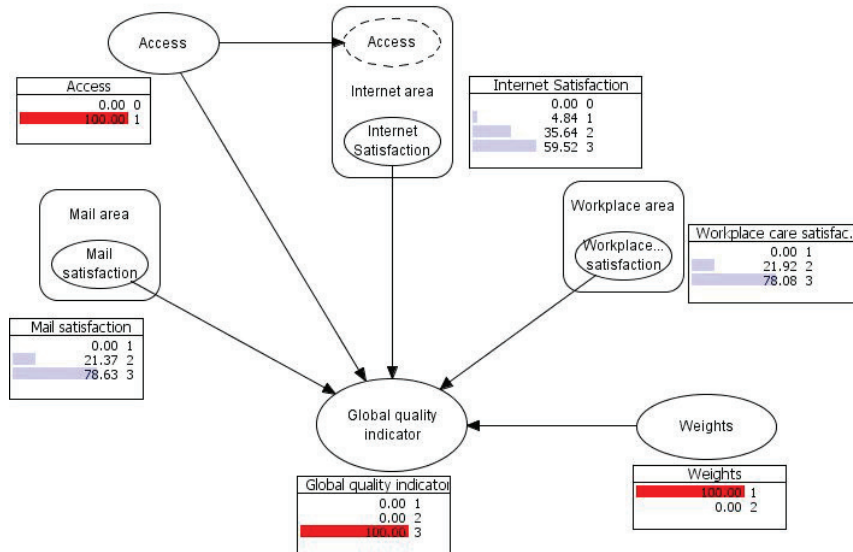 Access
Access
Access
0.00 0
100.00 1
Internet area
Internet
Satisfaction
Internet Satisfaction
0.00 0
4.84 1
35.64 2
59.52 3
Mail area
Mail
satisfaction
Workplace area
Workplace...
satisfaction
Workplace care satisfac..
0.00 1
21.92 2
78.08 3
Mail satisfaction
0.00 1
21.37 2
78.63 3
Global quality
indicator
Weights
Global quality indicator
0.00 1
0.00 2
100.00 3
Weights
100.00 1
0.00 2